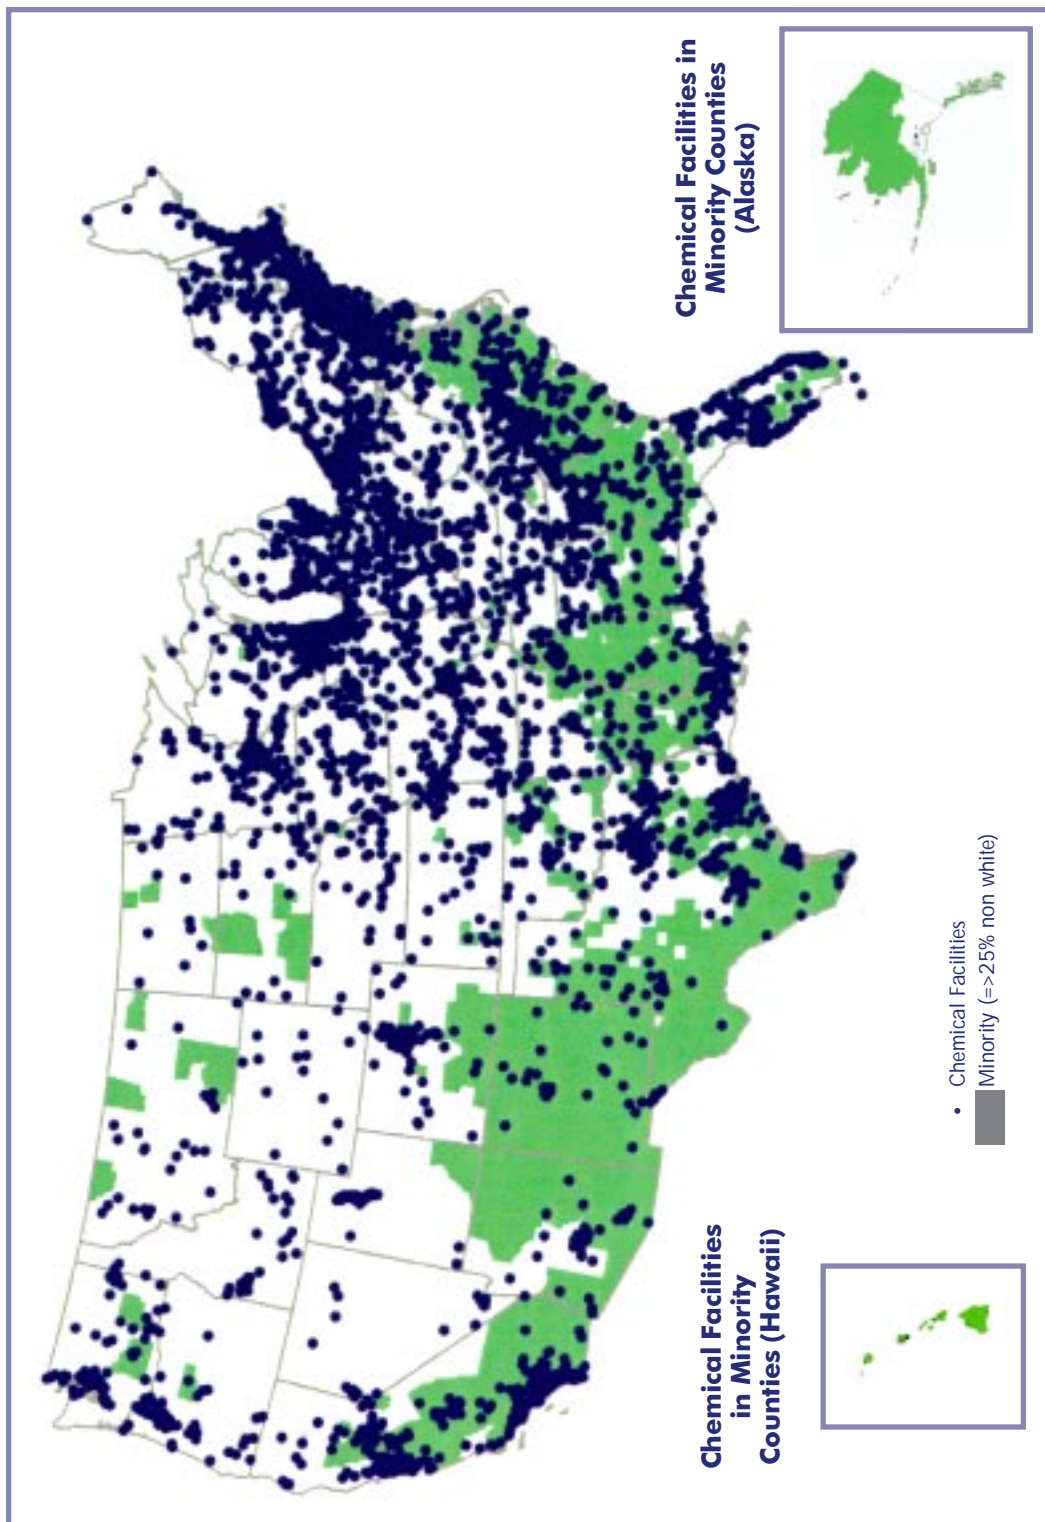 Chemical Facilities in
Minority Counties
(Alaska)
Chemical Facilities
in Minority
Counties (Hawaii)
• Chemical Facilities
Minority (=>25% non white)